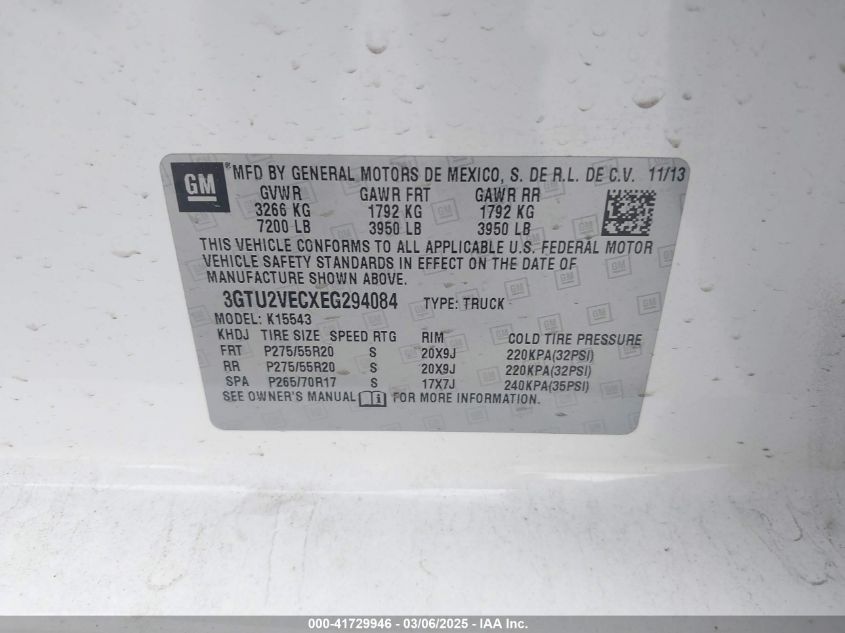 GM ® MFD BY GENERAL MOTORS DE MEXICO, S. DE R.L. DE C.V. 11/13
GVWR GAWR FRT GAWR RR
3266 KG 1792 KG 1792 KG
7200 LB 3950 LB 3950 LB
THIS VEHICLE CONFORMS TO ALL APPLICABLE U.S. FEDERAL MOTOR
VEHICLE SAFETY STANDARDS IN EFFECT ON THE DATE OF
MANUFACTURE SHOWN ABOVE.
3GTU2VECXEG294084 TYPE: TRUCK
MODEL: K15543
KHDJ TIRE SIZE SPEED RTG RIM COLD TIRE PRESSURE
FRT P275/55R20 S 20X9J 220KPA(32PSI)
RR P275/55R20 S 20X9J 220KPA(32PSI)
SPA P265/70R17 S 17X7J 240KPA(35PSI)
SEE OWNER'S MANUAL FOR MORE INFORMATION.
000-41729946 - 03/06/2025 - IAA Inc.